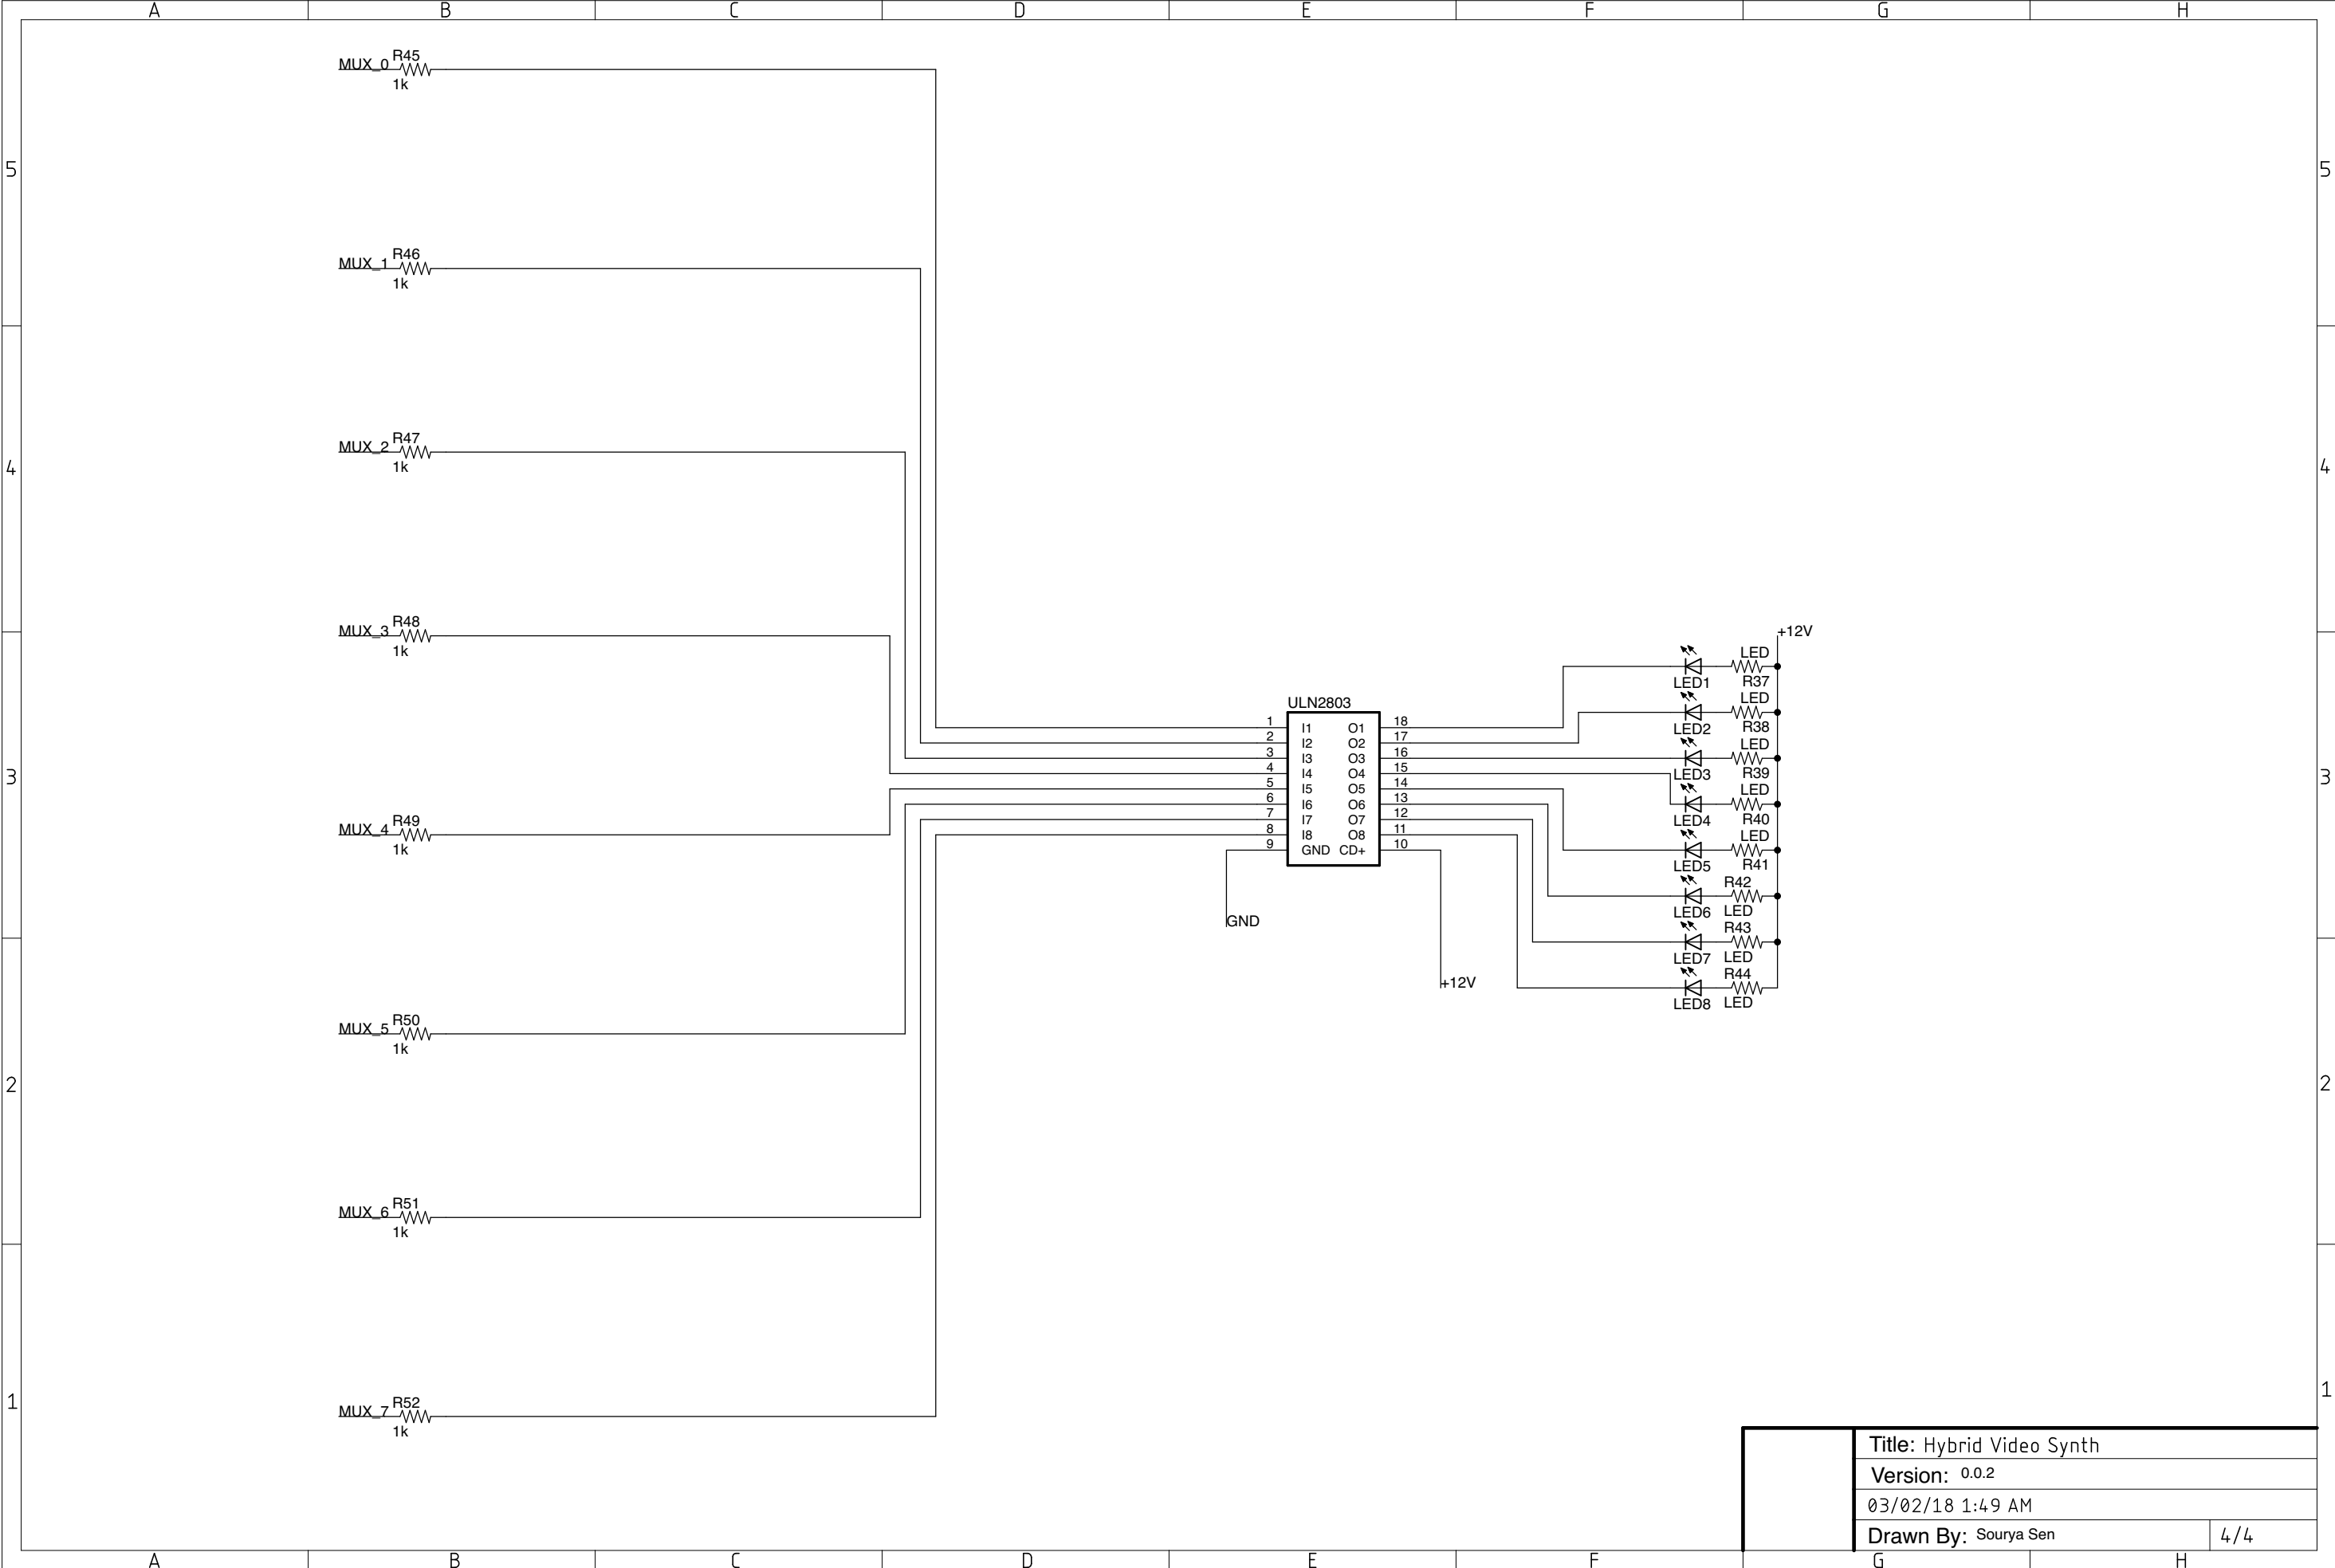 A B C D E F G H
R45
MUX_0
1k
5 5
R46
MUX_1
1k
R47
MUX_2
1k
4 4
R48
MUX_3
1k
+12V
LED
LED1 R37
LED
LED2 R38
LED
LED3 R39
LED
LED4 R40
LED
LED5 R41
R42
LED6 LED
R43
LED7 LED
R44
LED8 LED
ULN2803
1 I1 O1 18
2 I2 O2 17
3 I3 O3 16
4 I4 O4 15
5 I5 O5 14
6 I6 O6 13
7 I7 O7 12
8 I8 O8 11
9 GND CD+ 10
GND
+12V
3 3
R49
MUX_4
1k
R50
MUX_5
1k
2 2
R51
MUX_6
1k
R52
MUX_7
1k
1 1
Title: Hybrid Video Synth
Version: 0.0.2
03/02/18 1:49 AM
Drawn By: Sourya Sen 4/4
A B C D E F G H